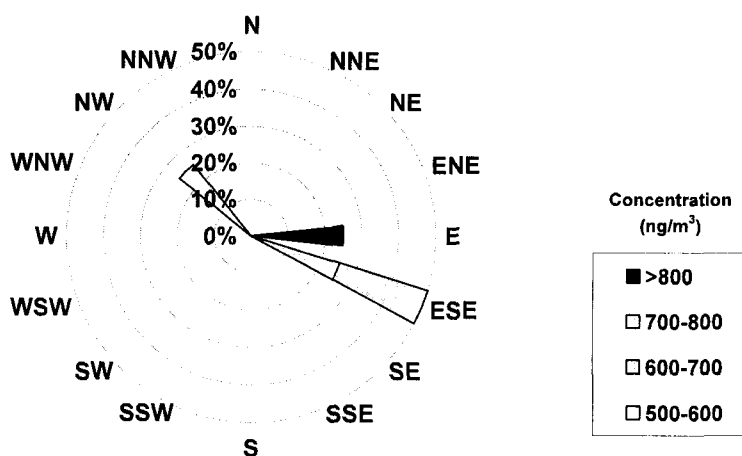 N
NNW
50%
NNE
40%
NW
NE
30%
WNW
20%
ENE
10%
W
0%
E
WSW
ESE
SW
SE
SSW
SSE
S
Concentration
(ng/m³)
>800
700-800
600-700
500-600